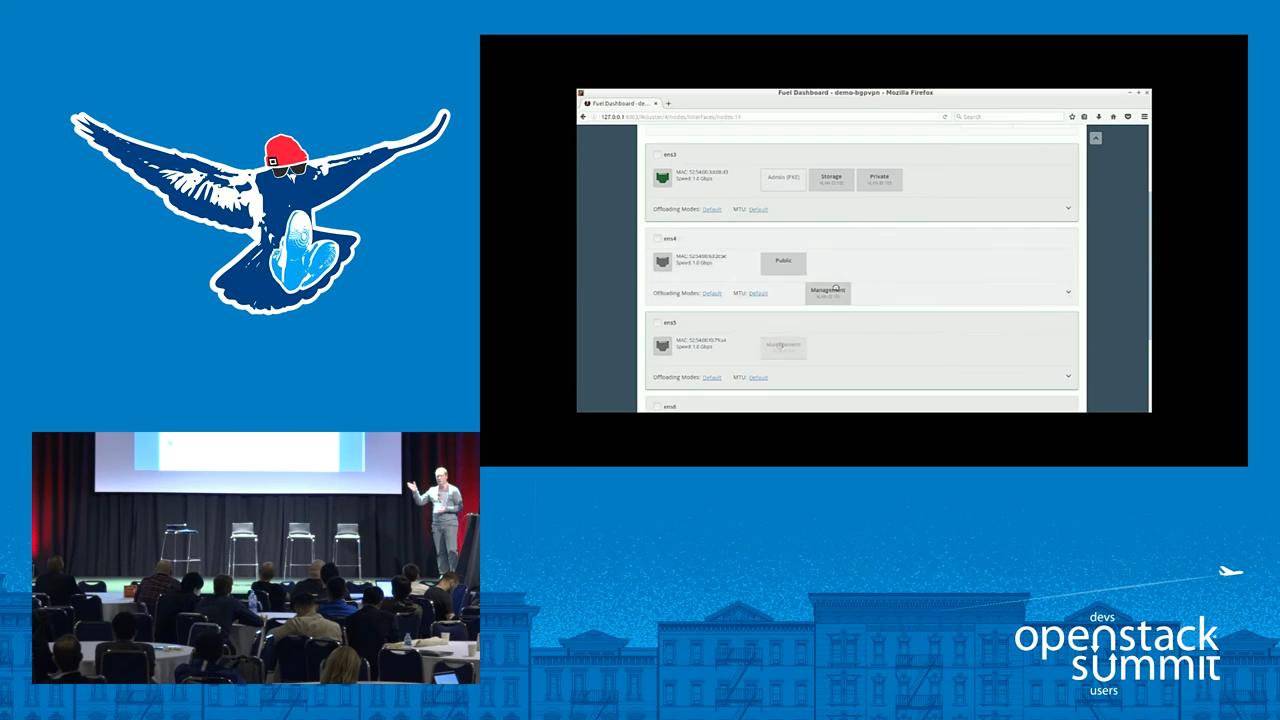 Fuel Dashboard - demo-bgpvpn - Mozilla Firefox
Fuel Dashboard - de...
Search
ens3
Speed: 1.0 Gbps
Admin (PXE)
Storage
Private
Offloading Modes: Default MTU: Default
ens4
Speed: 1.0 Gbps
Public
Management
Offloading Modes: Default MTU: Default
ens5
Speed: 1.0 Gbps
Management
Offloading Modes: Default MTU: Default
ens6
devs
openstack
summit
users